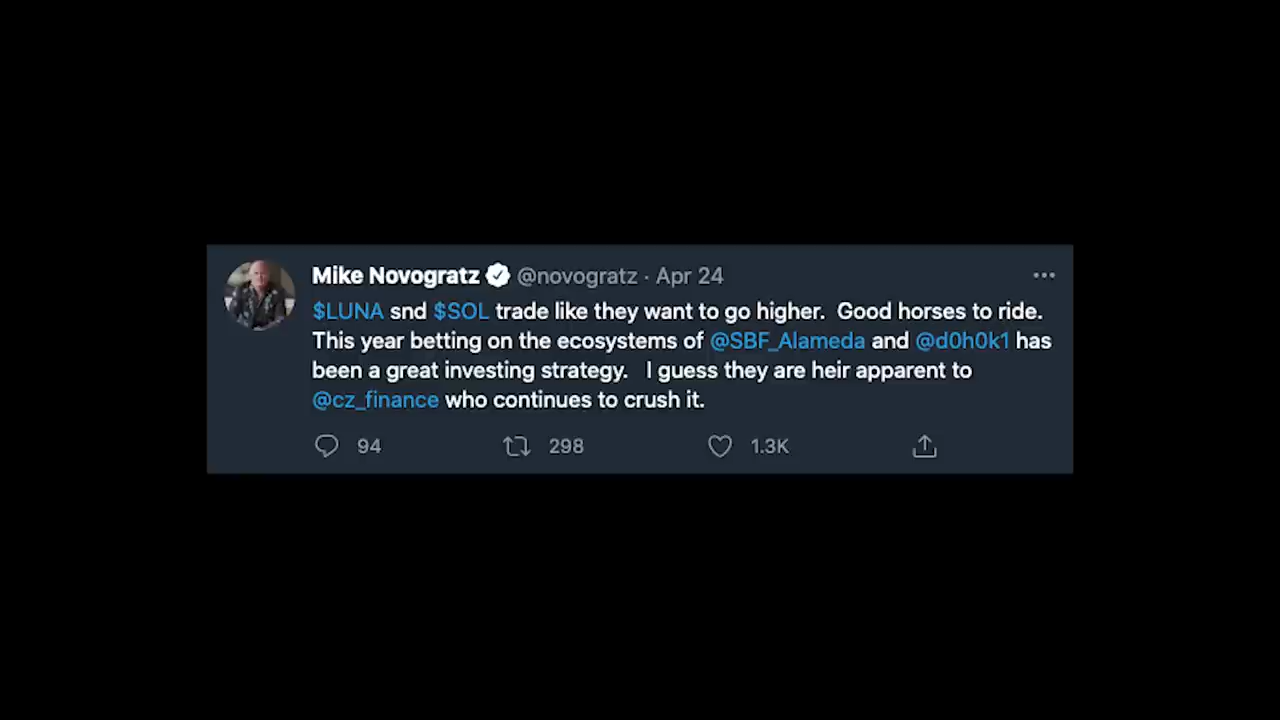 Mike Novogratz @novogratz · Apr 24
$LUNA snd $SOL trade like they want to go higher.  Good horses to ride.
This year betting on the ecosystems of @SBF_Alameda and @d0h0k1 has
been a great investing strategy.   I guess they are heir apparent to
@cz_finance who continues to crush it.
94 298 1.3K